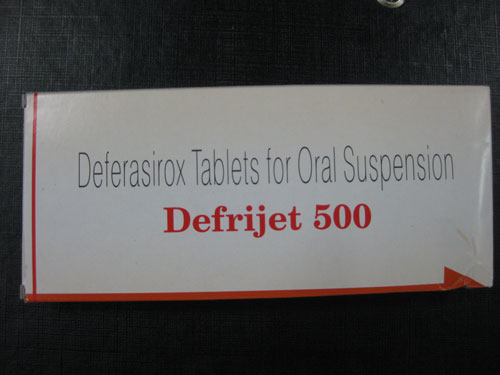 Deferasirox Tablets for Oral Suspension
Defrijet 500